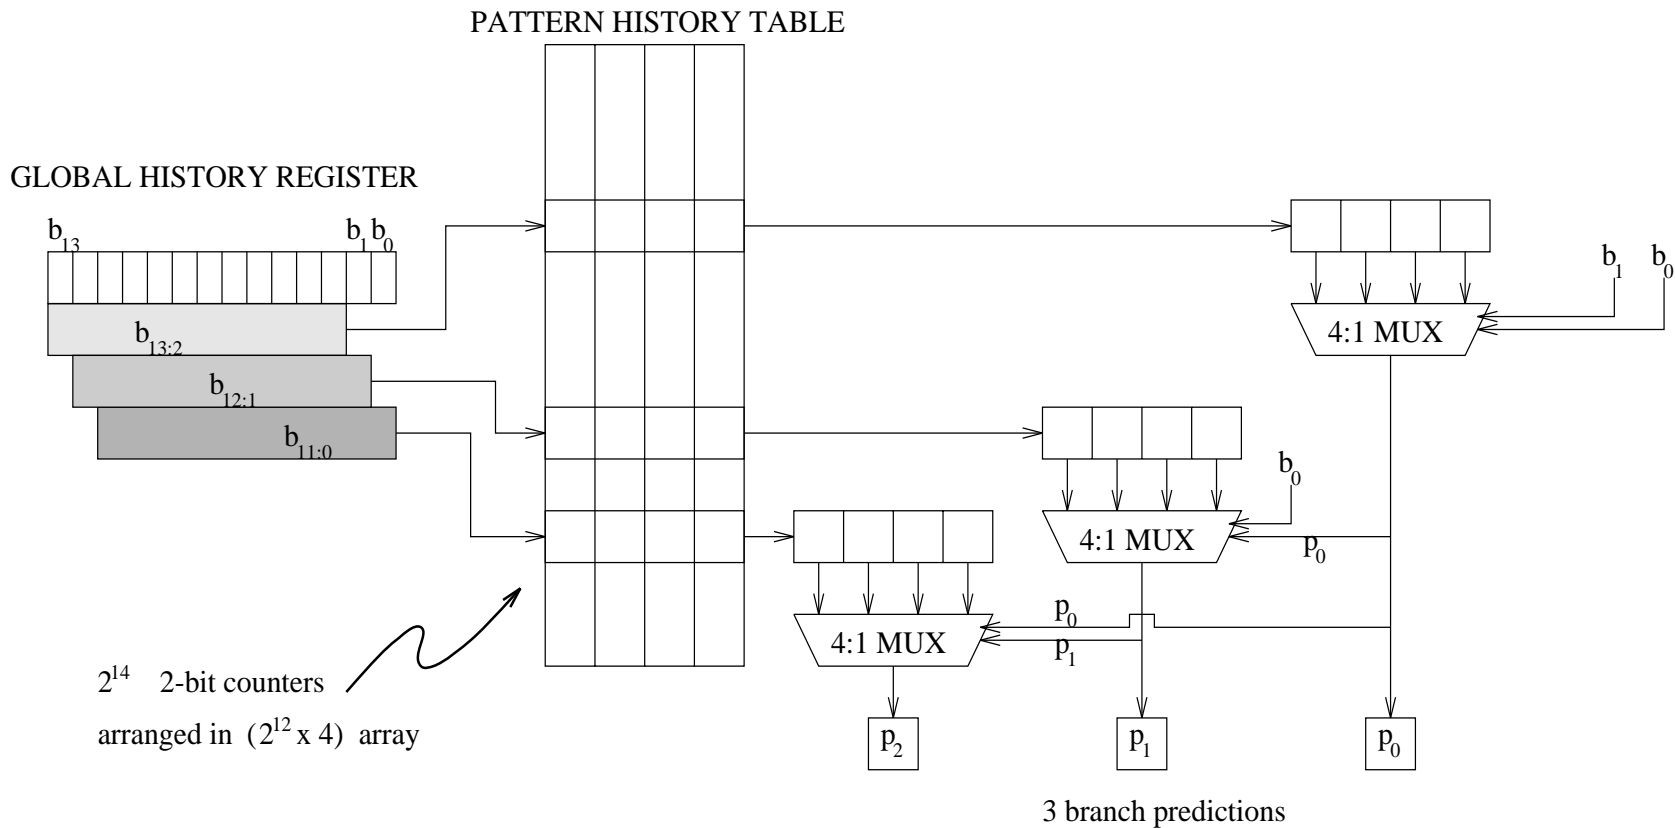 PATTERN HISTORY TABLE
GLOBAL HISTORY REGISTER
b13 b1 b0
b1 b0
b13:2
4:1 MUX
b12:1
b11:0
b0
4:1 MUX
p0
p0
4:1 MUX
p1
2^14 2-bit counters
arranged in (2^12 x 4) array
p2 p1 p0
3 branch predictions